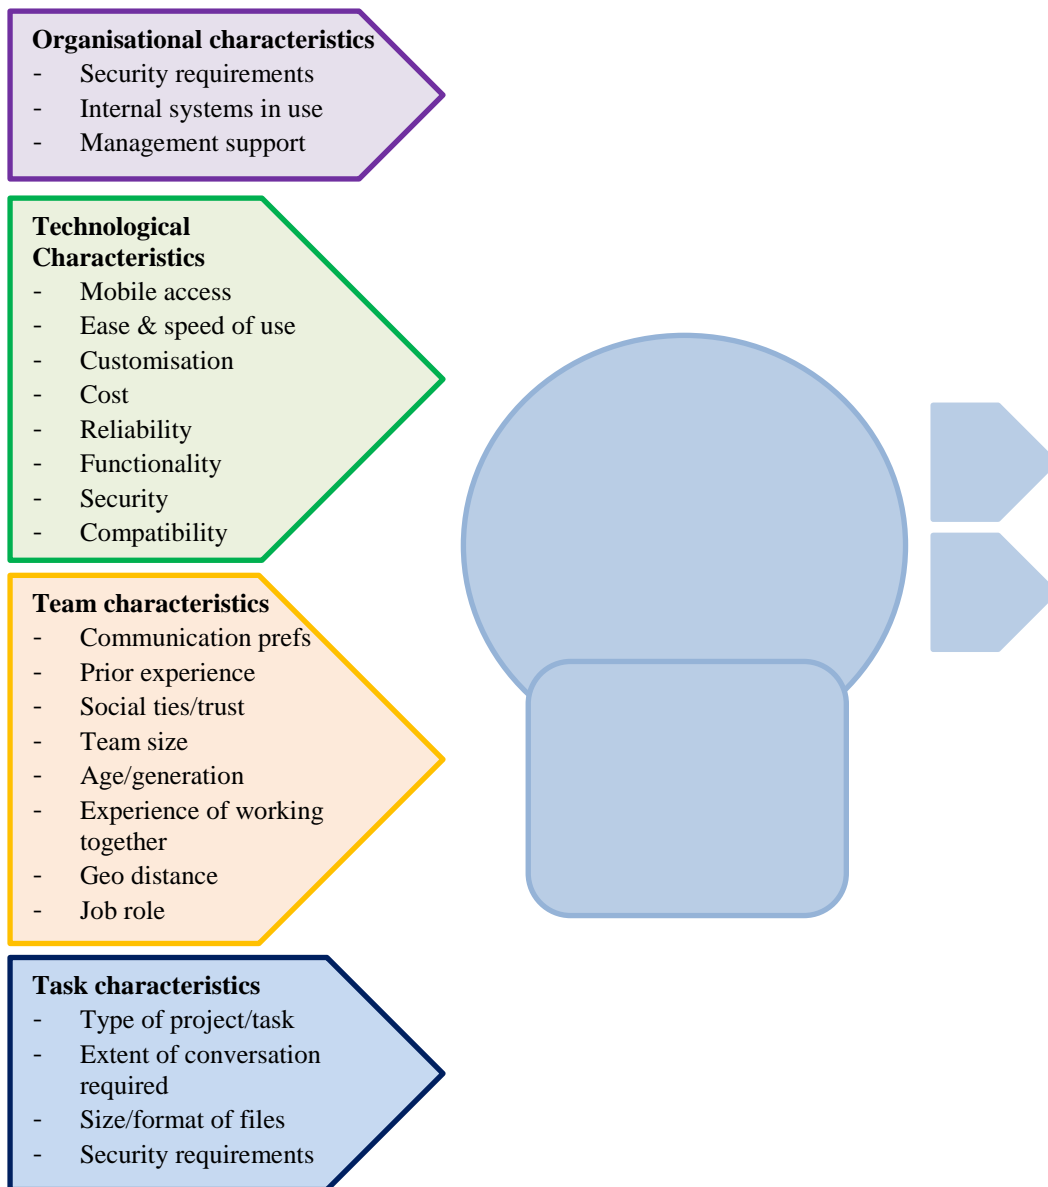 Organisational characteristics
- Security requirements
- Internal systems in use
- Management support
Technological
Characteristics
- Mobile access
- Ease & speed of use
- Customisation
- Cost
- Reliability
- Functionality
- Security
- Compatibility
Team characteristics
- Communication prefs
- Prior experience
- Social ties/trust
- Team size
- Age/generation
- Experience of working
together
- Geo distance
- Job role
Task characteristics
- Type of project/task
- Extent of conversation
required
- Size/format of files
- Security requirements